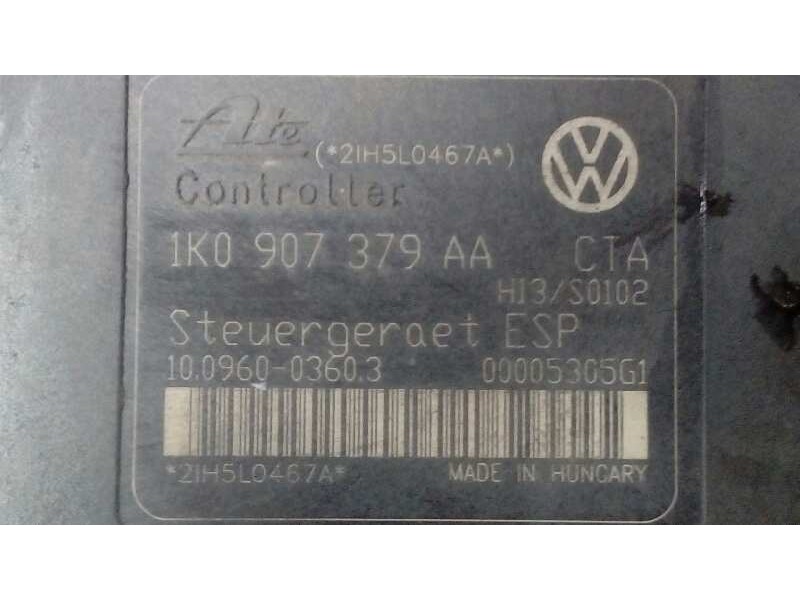 Ate
(*2IH5L0467A*)
Controller
1K0 907 379 AA CTA
HI3/S0102
Steuergeraet ESP
10.0960-0360.3 00005305G1
*2IH5L0467A* MADE IN HUNGARY